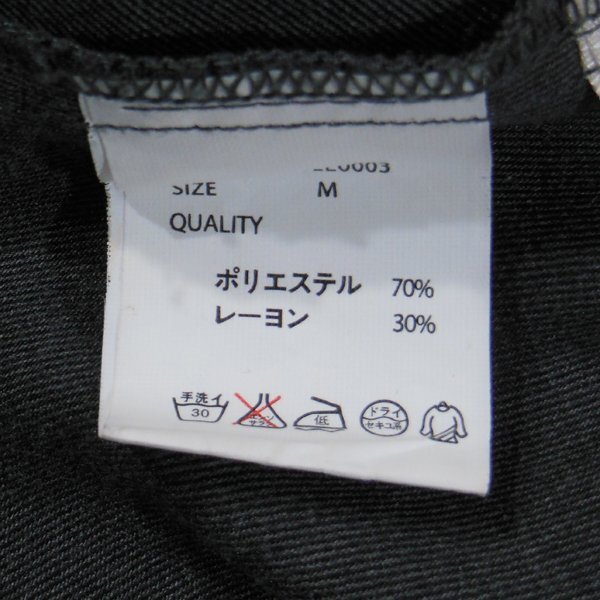 SIZE M
QUALITY
ポリエステル 70%
レーヨン 30%
手洗イ
30
低
ドライ
セキユ系